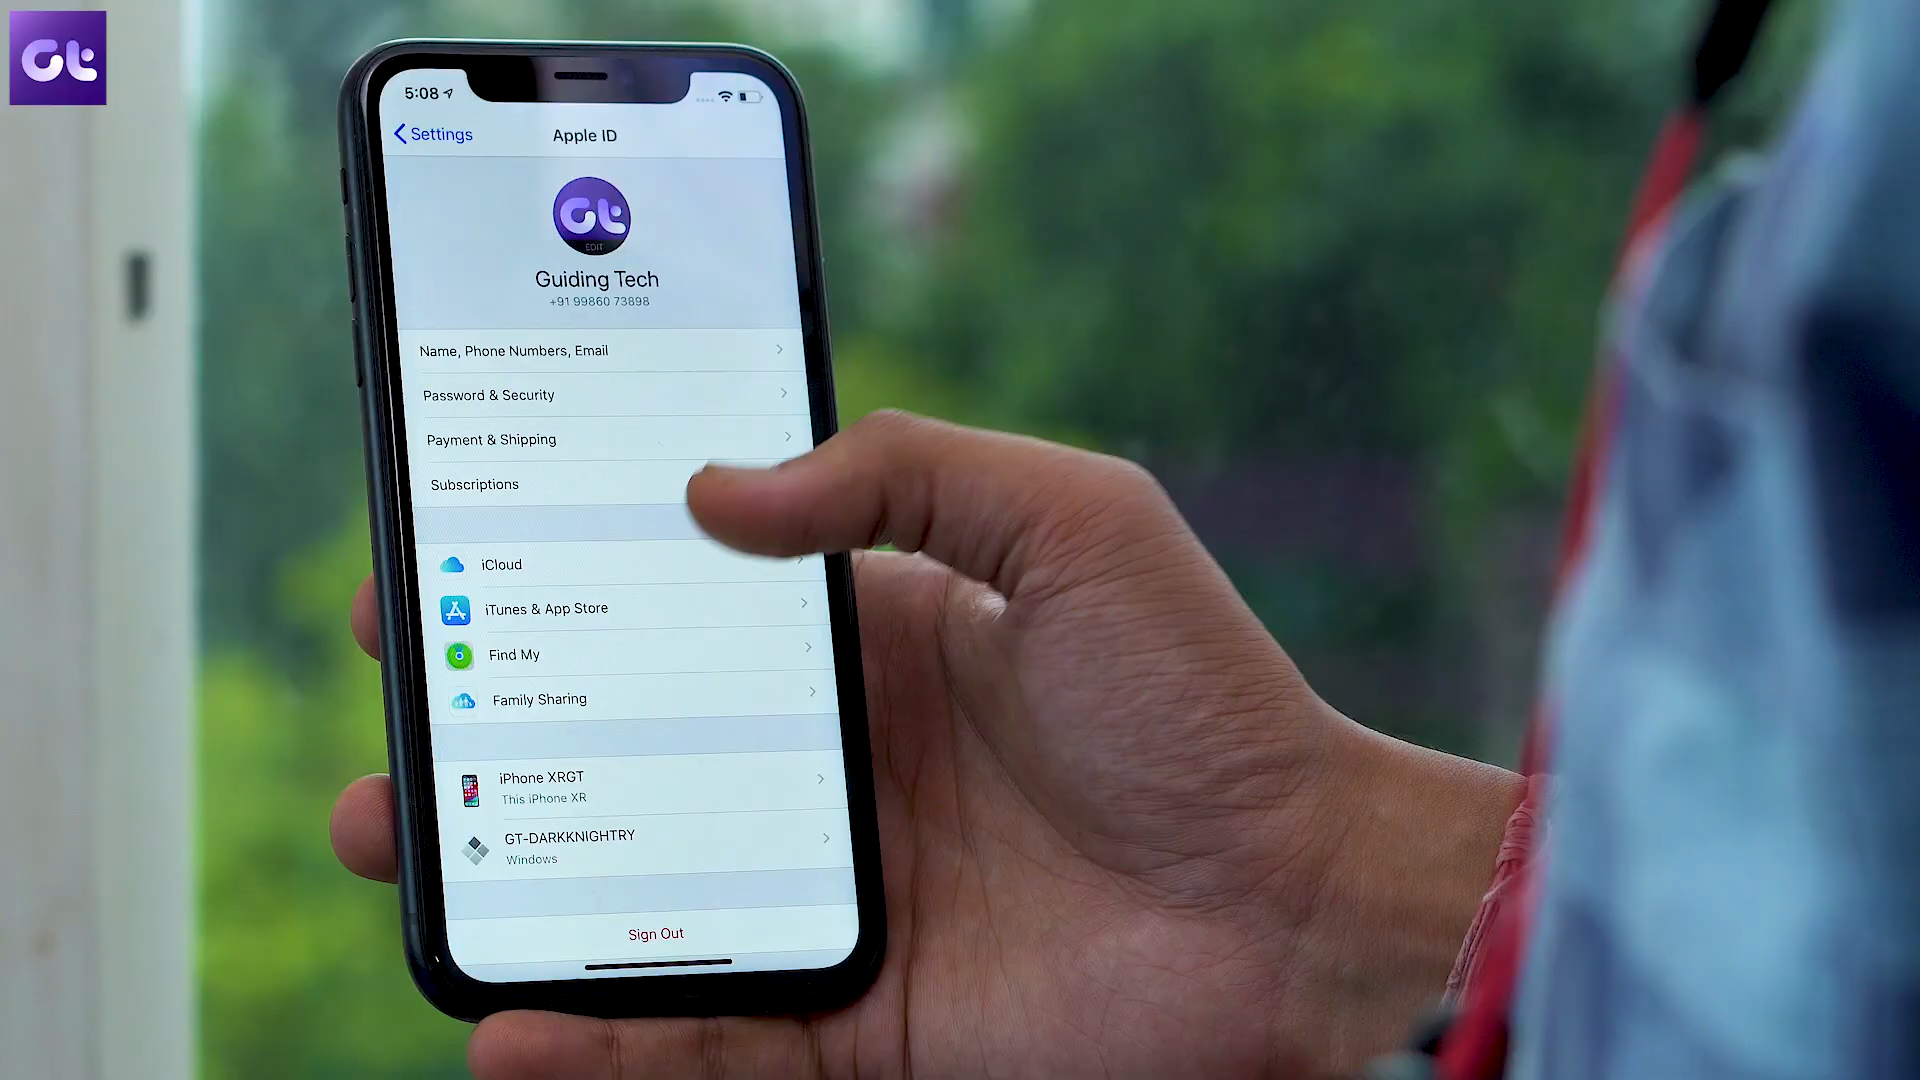 Gt
5:08
Settings
Apple ID
Gt
EDIT
Guiding Tech
+91 99860 73898
Name, Phone Numbers, Email
Password & Security
Payment & Shipping
Subscriptions
iCloud
iTunes & App Store
Find My
Family Sharing
iPhone XRGT
This iPhone XR
GT-DARKKNIGHTRY
Windows
Sign Out